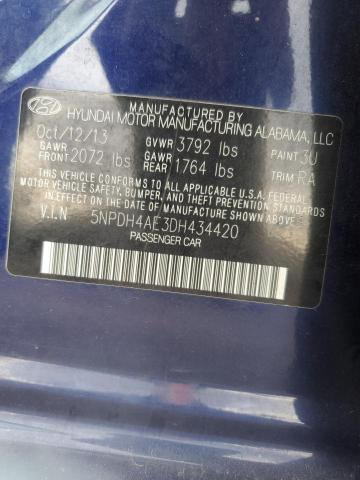 MANUFACTURED BY
HYUNDAI MOTOR MANUFACTURING ALABAMA, LLC
Oct/12/13 GVWR 3792 lbs PAINT 3U
GAWR FRONT 2072 lbs GAWR REAR 1764 lbs TRIM RA
THIS VEHICLE CONFORMS TO ALL APPLICABLE U.S.A. FEDERAL
MOTOR VEHICLE SAFETY, BUMPER, AND THEFT PREVENTION
STANDARDS IN EFFECT ON THE DATE OF MANUFACTURE SHOWN ABOVE.
V.I.N 5NPDH4AE3DH434420
PASSENGER CAR